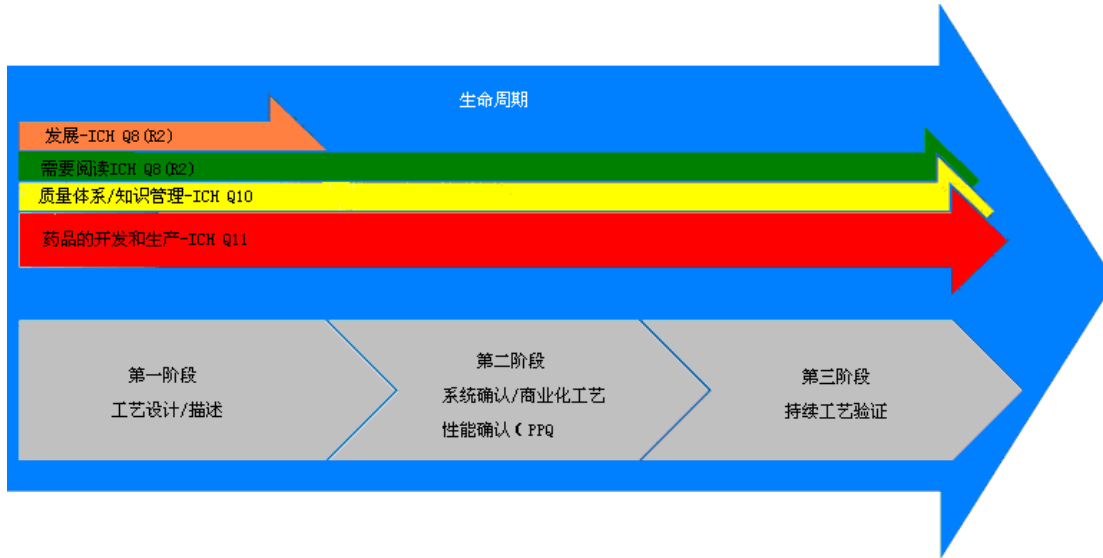 生命周期
发展-ICH Q8(R2)
需要阅读ICH Q8(R2)
质量体系/知识管理-ICH Q10
药品的开发和生产-ICH Q11
第一阶段
工艺设计/描述
第二阶段
系统确认/商业化工艺
性能确认(PPQ
第三阶段
持续工艺验证